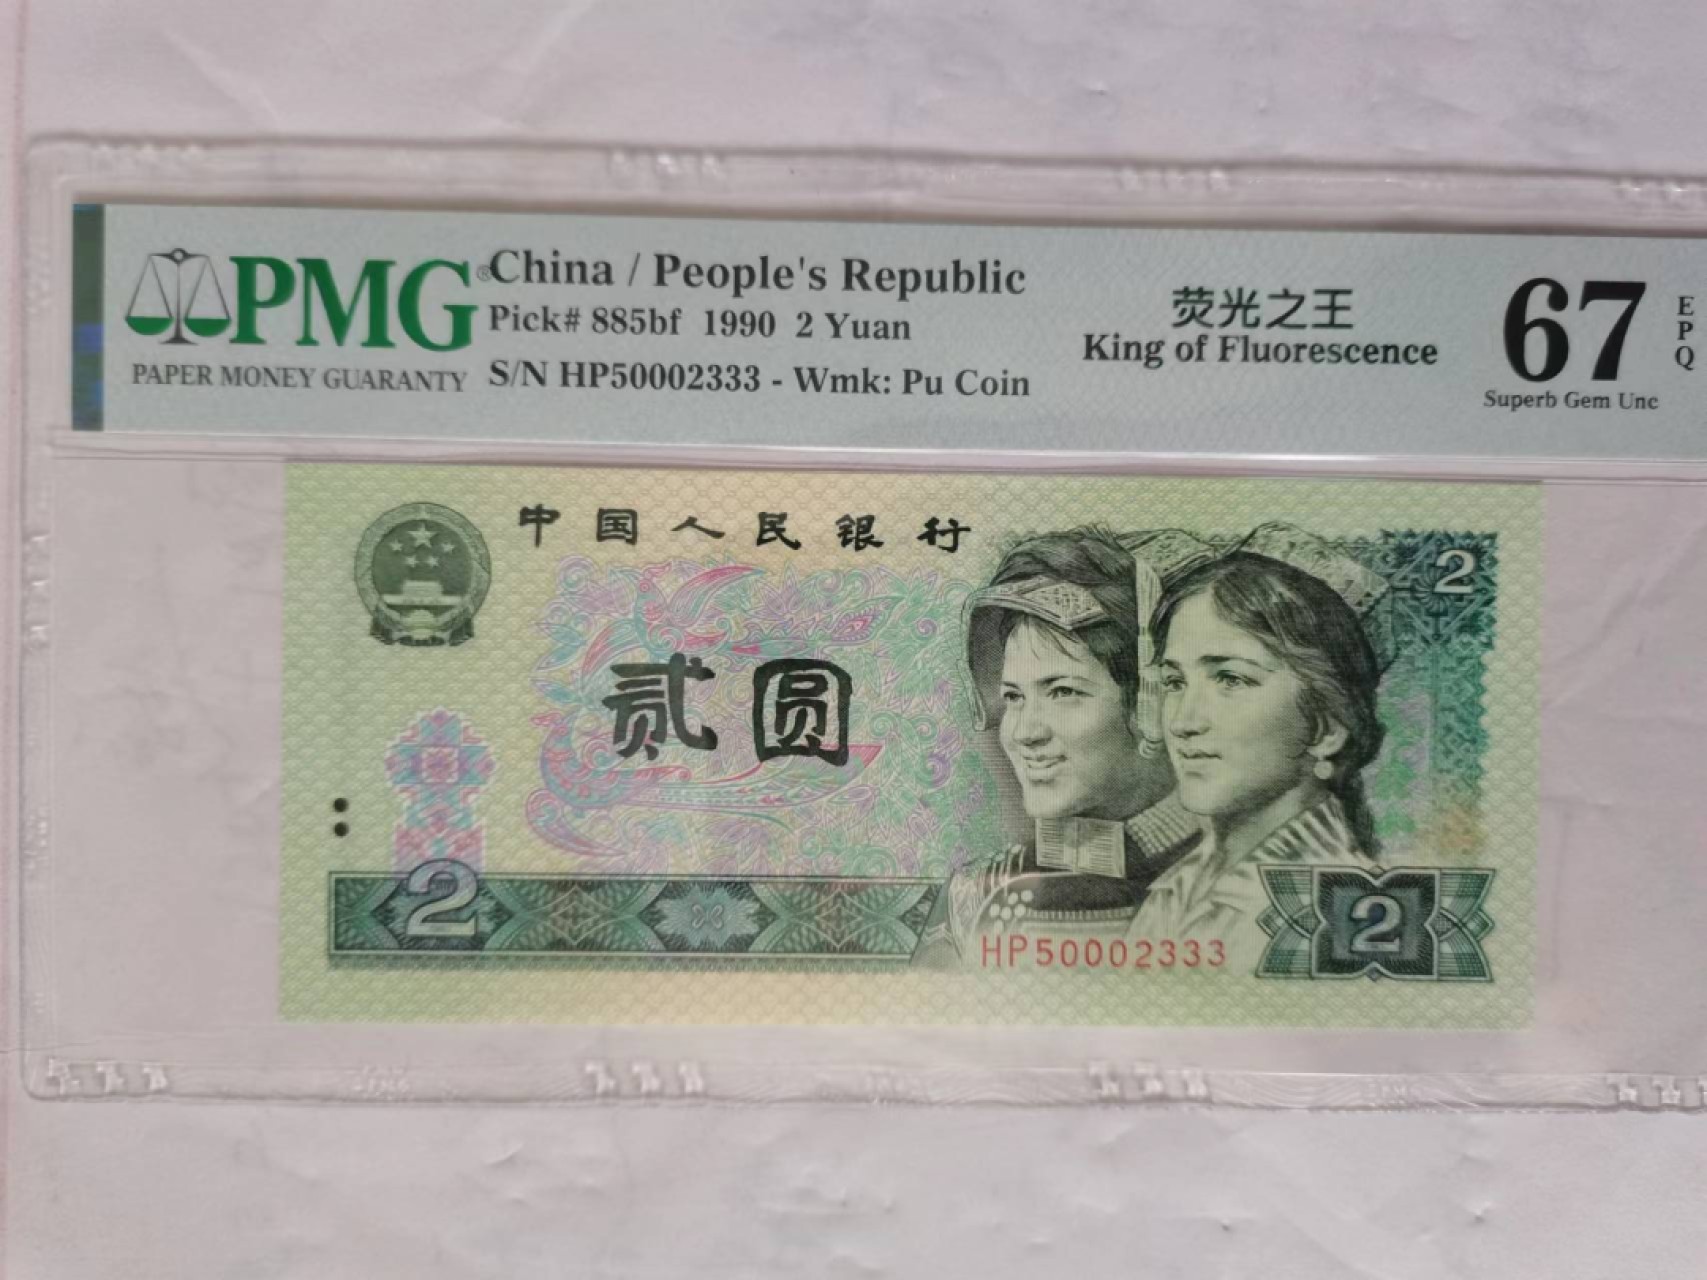 PMG®
PAPER MONEY GUARANTY
China / People's Republic
Pick# 885bf 1990 2 Yuan
S/N HP50002333 - Wmk: Pu Coin
荧光之王
King of Fluorescence
67
EPQ
Superb Gem Unc
中国人民银行
2
贰圆
2
HP50002333
2